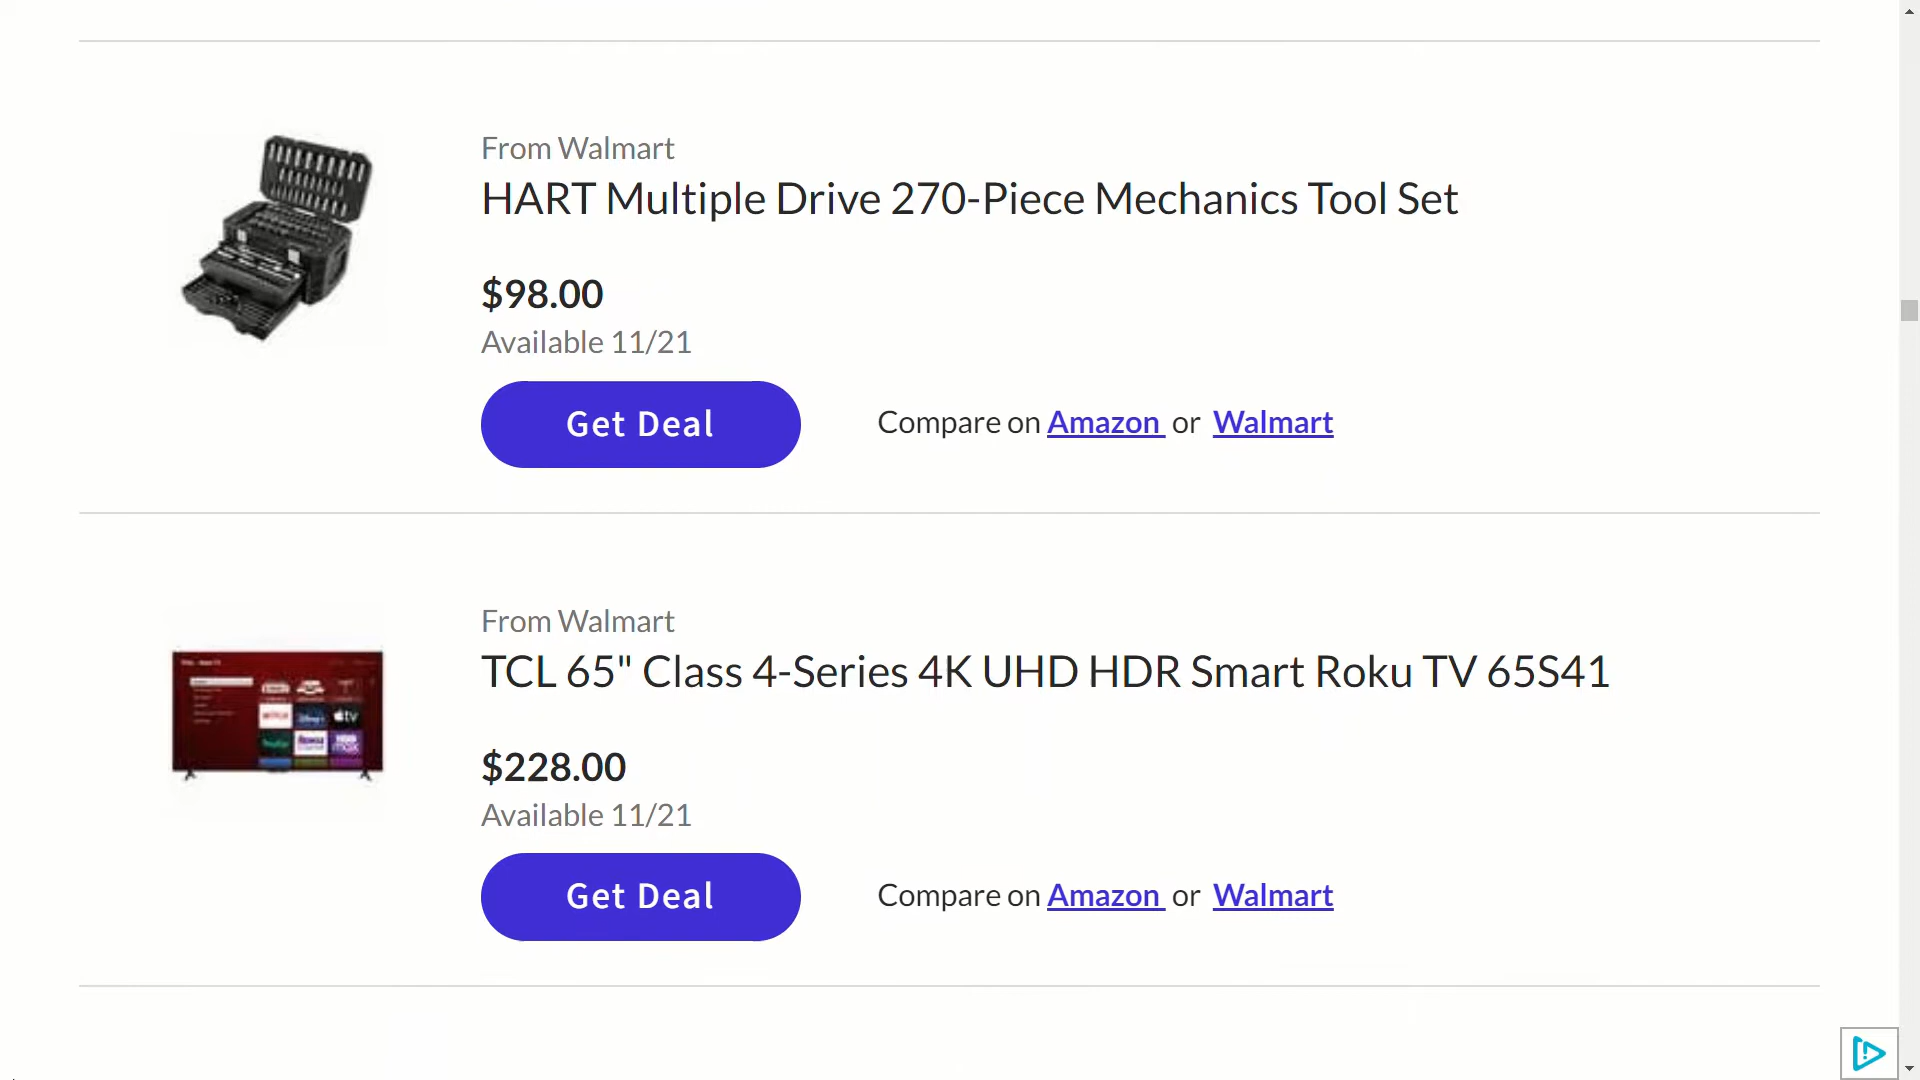 From Walmart
HART Multiple Drive 270-Piece Mechanics Tool Set
$98.00
Available 11/21
Get Deal
Compare on Amazon or Walmart
From Walmart
TCL 65" Class 4-Series 4K UHD HDR Smart Roku TV 65S41
$228.00
Available 11/21
Get Deal
Compare on Amazon or Walmart